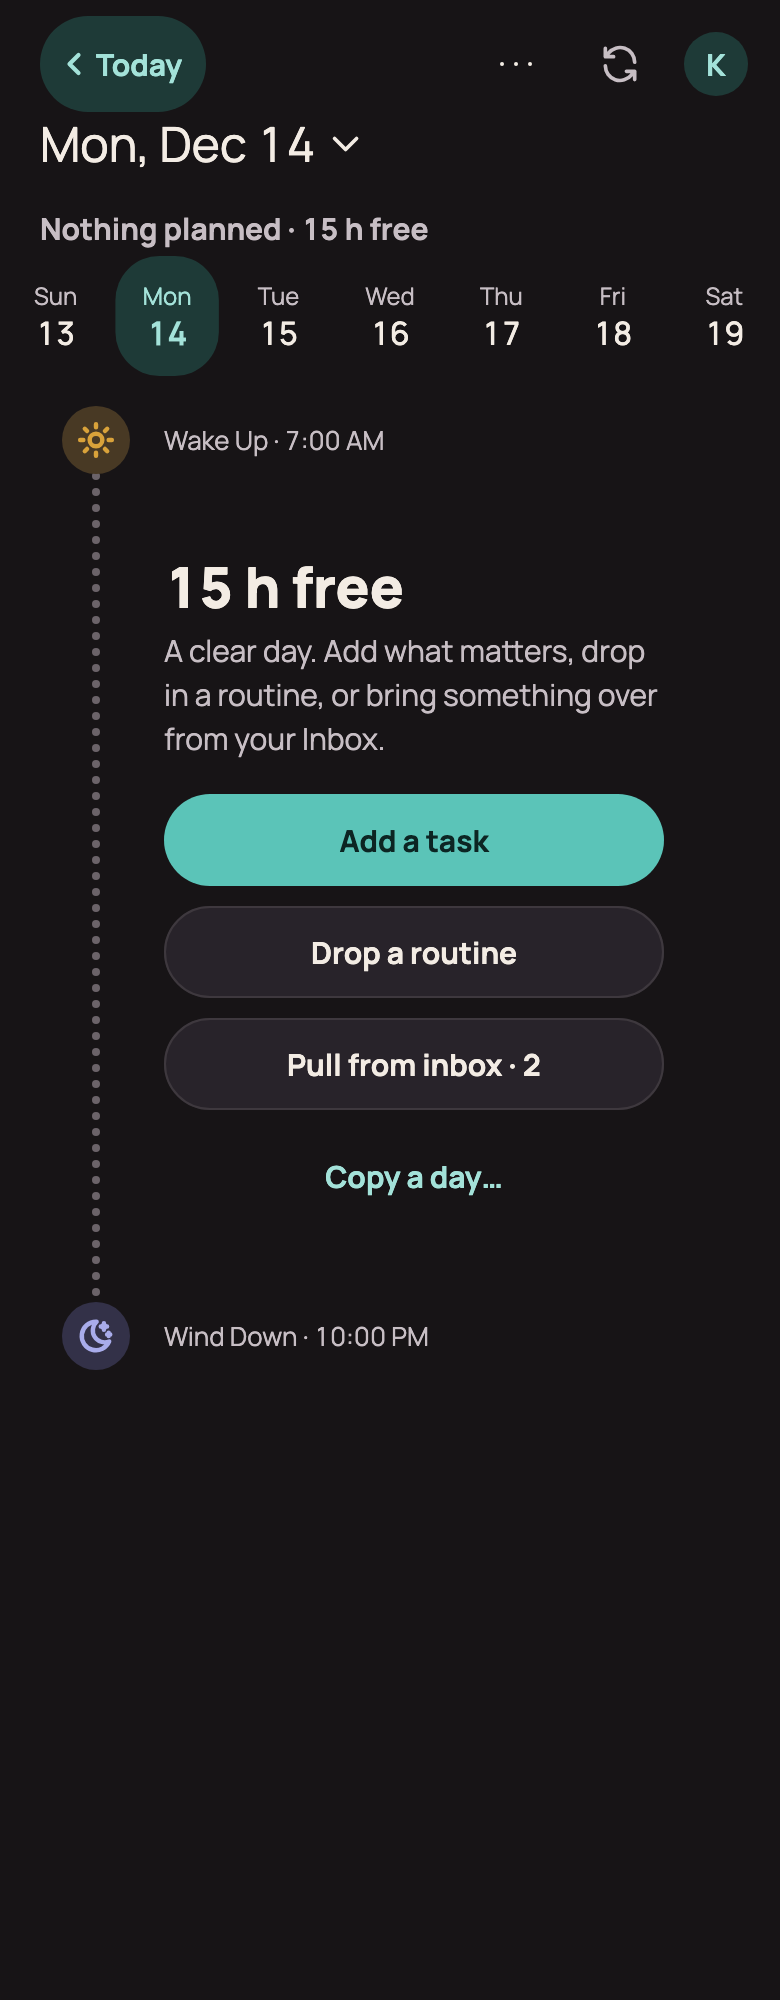 Today
K
Mon, Dec 14
Nothing planned · 15 h free
Sun Mon Tue Wed Thu Fri Sat
13 14 15 16 17 18 19
Wake Up · 7:00 AM
15 h free
A clear day. Add what matters, drop
in a routine, or bring something over
from your Inbox.
Add a task
Drop a routine
Pull from inbox · 2
Copy a day...
Wind Down · 10:00 PM